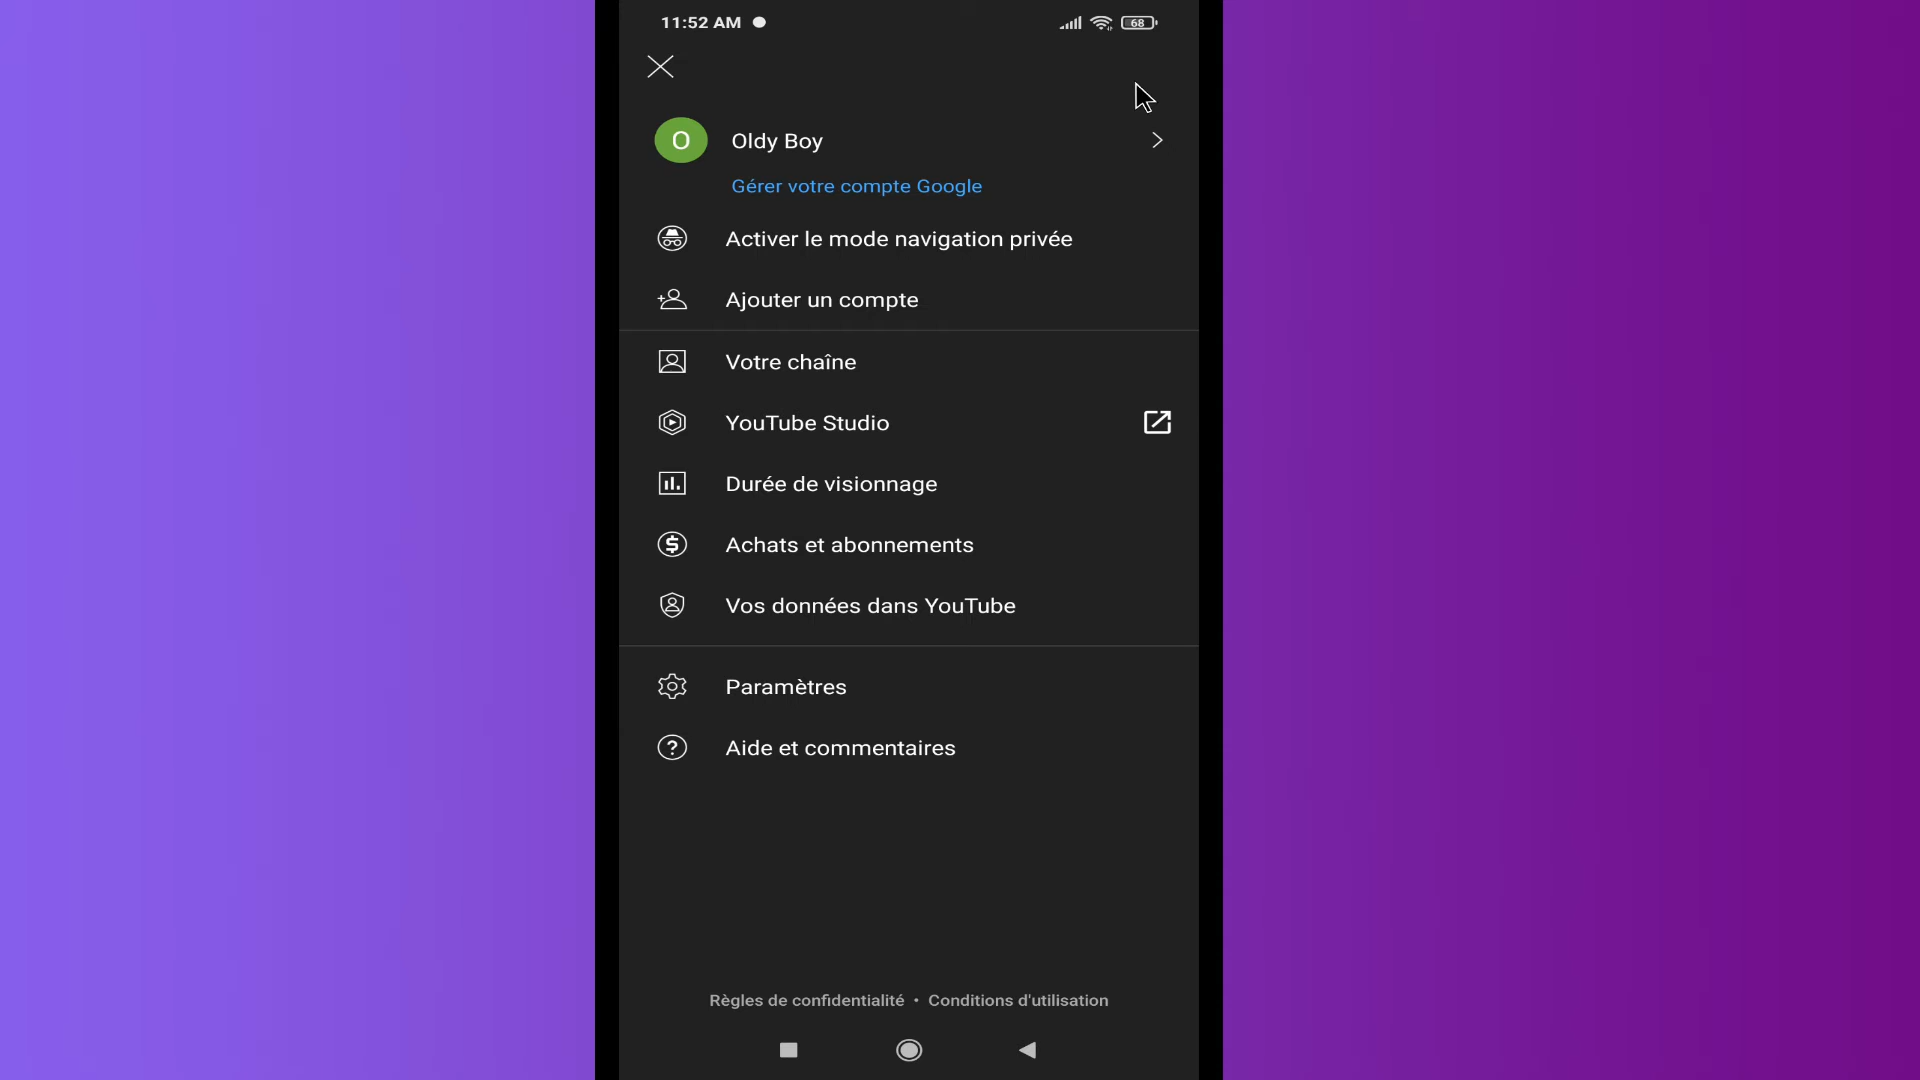 11:52 AM
68
O
Oldy Boy
Gérer votre compte Google
Activer le mode navigation privée
Ajouter un compte
Votre chaîne
YouTube Studio
Durée de visionnage
Achats et abonnements
Vos données dans YouTube
Paramètres
Aide et commentaires
Règles de confidentialité • Conditions d'utilisation